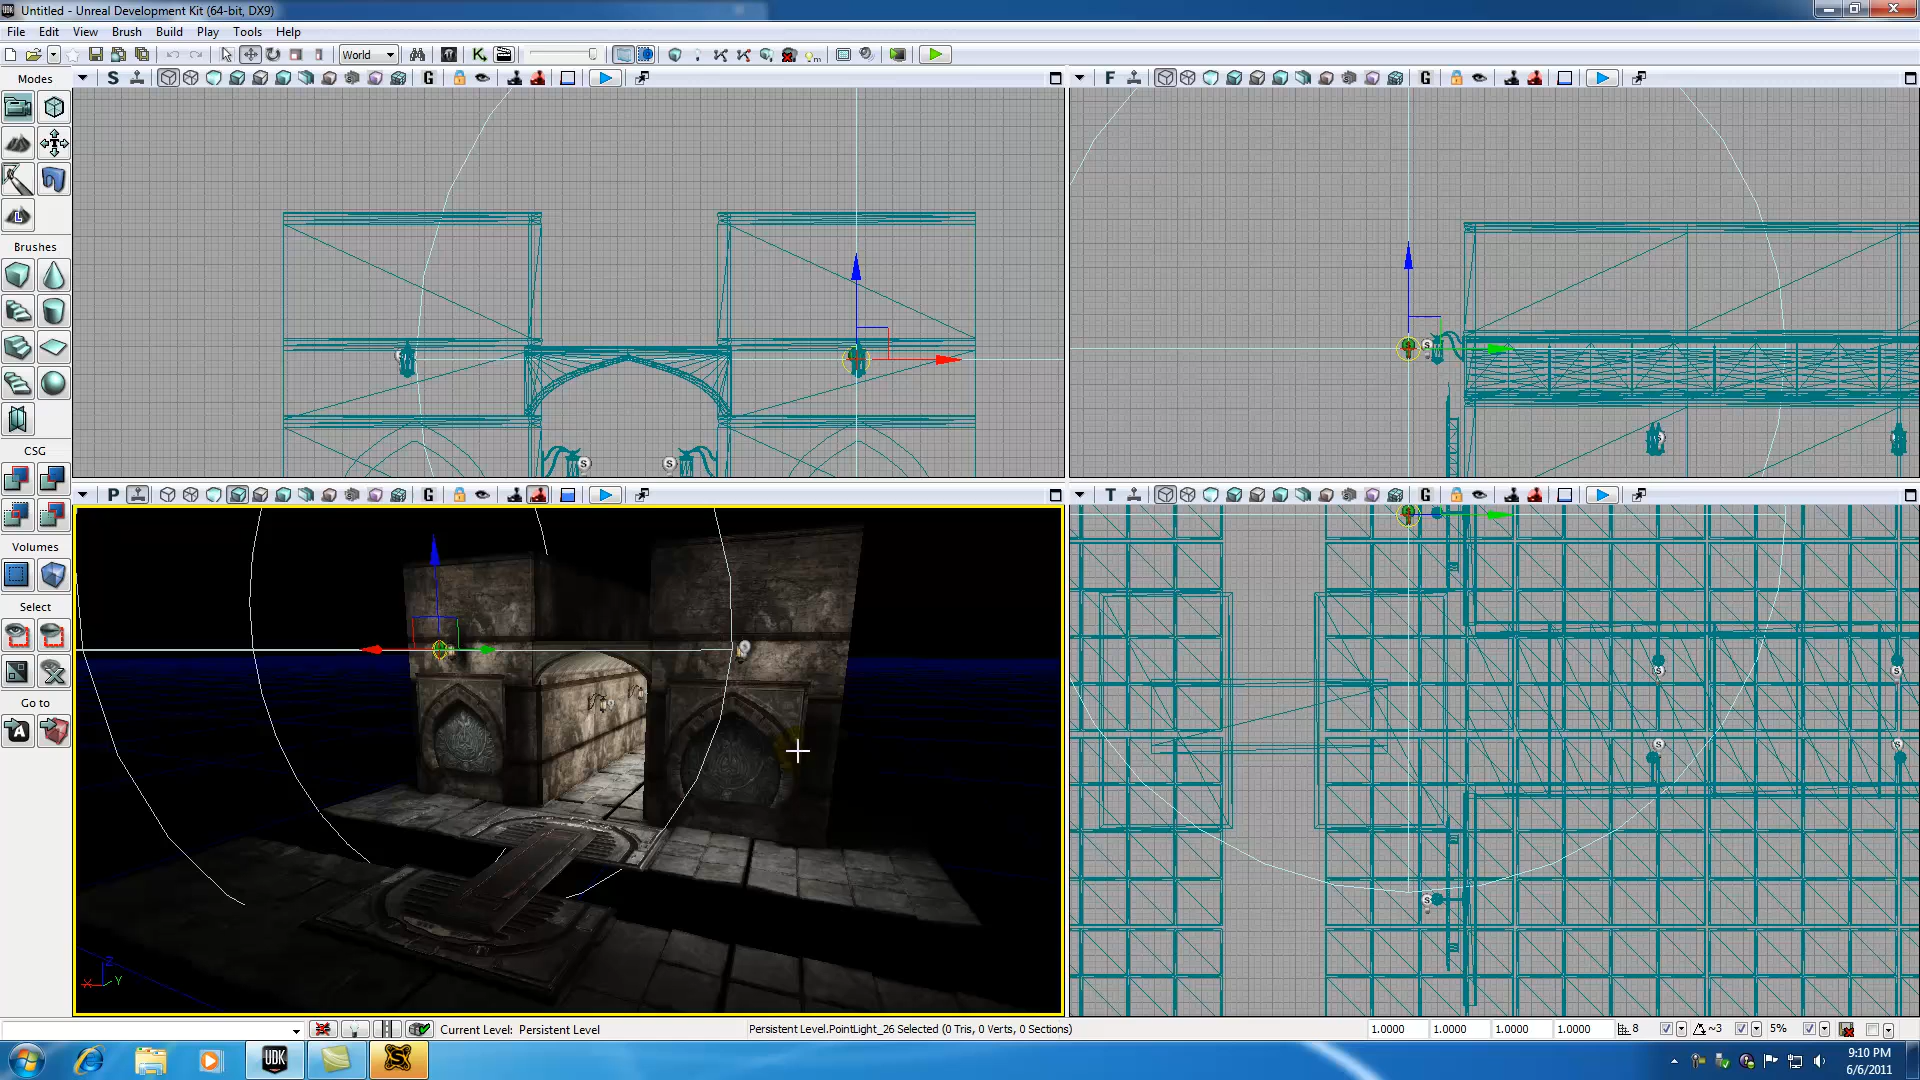 UDK Untitled - Unreal Development Kit (64-bit, DX9)
File Edit View Brush Build Play Tools Help
World
Modes
S G
F G
L
Brushes
CSG
P G
T G
Volumes
Select
Go to
A
S S
S
S S
S S
S
Z
X Y
Current Level: Persistent Level
Persistent Level.PointLight_26 Selected (0 Tris, 0 Verts, 0 Sections)
1.0000 1.0000 1.0000 1.0000 8 ~3 5%
UDK
9:10 PM
6/6/2011